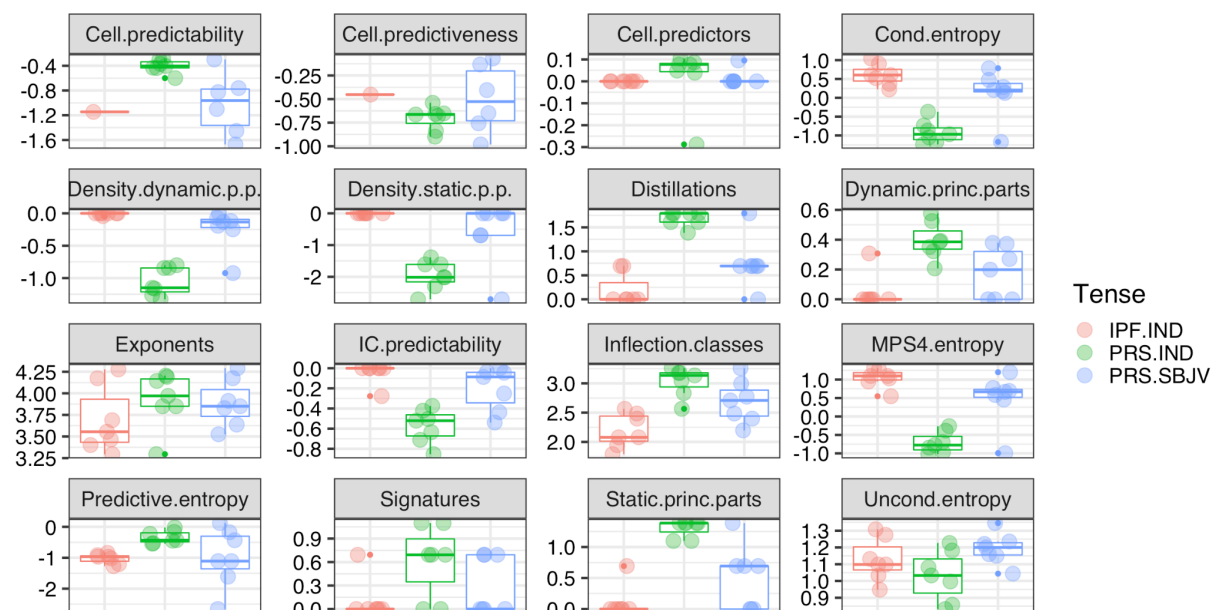 Cell.predictability Cell.predictiveness Cell.predictors Cond.entropy
-0.4 -0.8 -1.2 -1.6
-0.25 -0.50 -0.75 -1.00
0.1 0.0 -0.1 -0.2 -0.3
1.0 0.5 0.0 -0.5 -1.0
Density.dynamic.p.p. Density.static.p.p. Distillations Dynamic.princ.parts
0.0 -0.5 -1.0
0 -1 -2
1.5 1.0 0.5 0.0
0.6 0.4 0.2 0.0
Tense
IPF.IND
PRS.IND
PRS.SBJV
Exponents IC.predictability Inflection.classes MPS4.entropy
4.25 4.00 3.75 3.50 3.25
0.0 -0.2 -0.4 -0.6 -0.8
3.0 2.5 2.0
1.0 0.5 0.0 -0.5 -1.0
Predictive.entropy Signatures Static.princ.parts Uncond.entropy
0 -1 -2
0.9 0.6 0.3 0.0
1.0 0.5 0.0
1.3 1.2 1.1 1.0 0.9